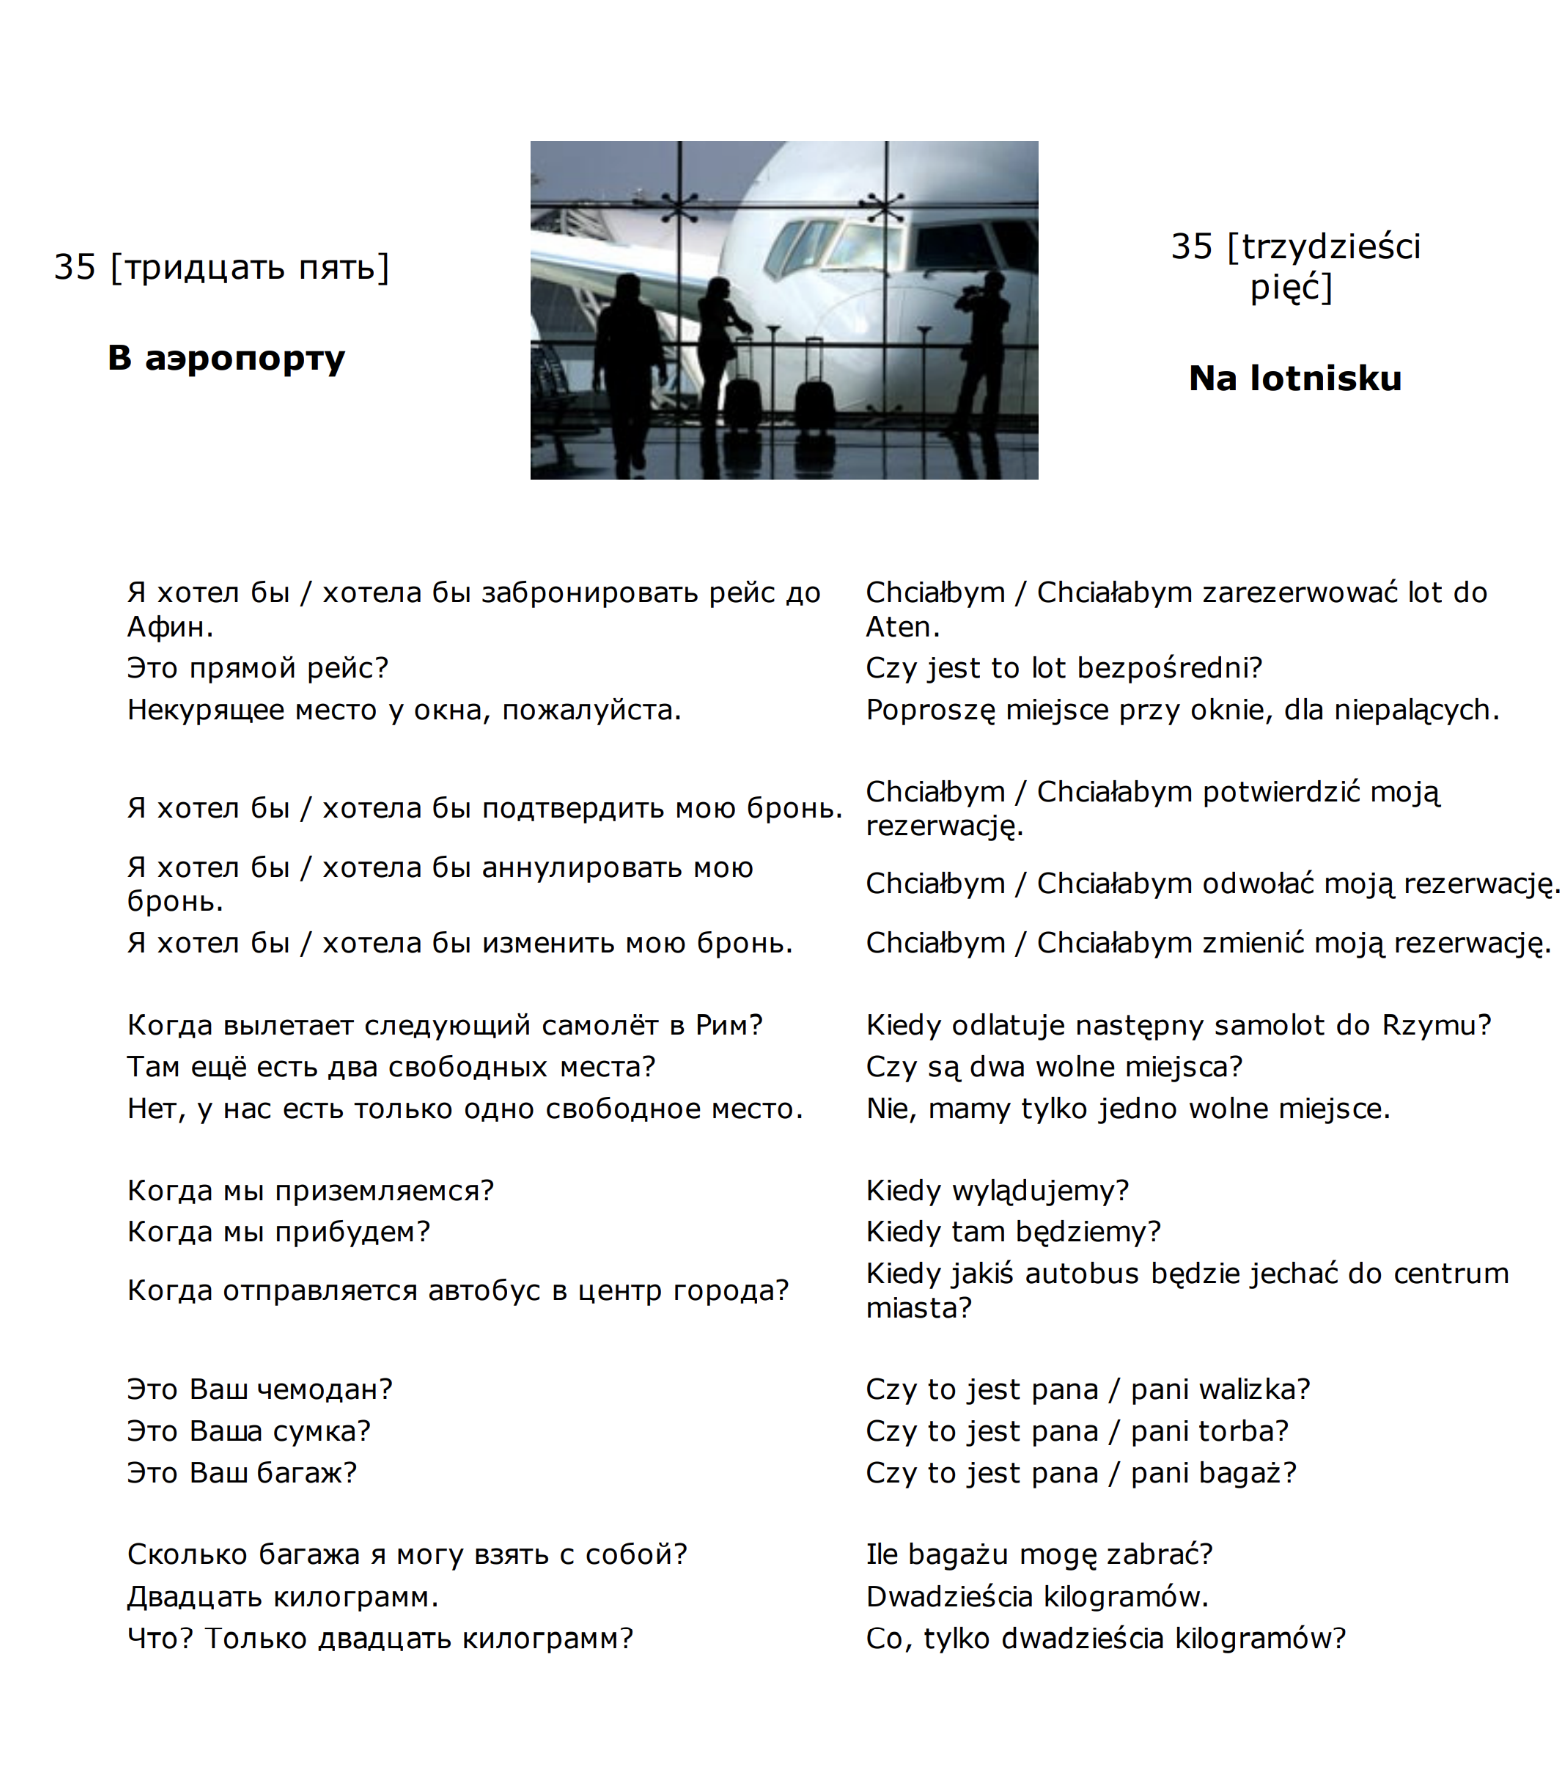 35 [тридцать пять]
В аэропорту
35 [trzydzieści
pięć]
Na lotnisku
Я хотел бы / хотела бы забронировать рейс до
Афин.
Chciałbym / Chciałabym zarezerwować lot do
Aten.
Это прямой рейс?
Czy jest to lot bezpośredni?
Некурящее место у окна, пожалуйста.
Poproszę miejsce przy oknie, dla niepalących.
Я хотел бы / хотела бы подтвердить мою бронь.
Chciałbym / Chciałabym potwierdzić moją
rezerwację.
Я хотел бы / хотела бы аннулировать мою
бронь.
Chciałbym / Chciałabym odwołać moją rezerwację.
Я хотел бы / хотела бы изменить мою бронь.
Chciałbym / Chciałabym zmienić moją rezerwację.
Когда вылетает следующий самолёт в Рим?
Kiedy odlatuje następny samolot do Rzymu?
Там ещё есть два свободных места?
Czy są dwa wolne miejsca?
Нет, у нас есть только одно свободное место.
Nie, mamy tylko jedno wolne miejsce.
Когда мы приземляемся?
Kiedy wylądujemy?
Когда мы прибудем?
Kiedy tam będziemy?
Когда отправляется автобус в центр города?
Kiedy jakiś autobus będzie jechać do centrum
miasta?
Это Ваш чемодан?
Czy to jest pana / pani walizka?
Это Ваша сумка?
Czy to jest pana / pani torba?
Это Ваш багаж?
Czy to jest pana / pani bagaż?
Сколько багажа я могу взять с собой?
Ile bagażu mogę zabrać?
Двадцать килограмм.
Dwadzieścia kilogramów.
Что? Только двадцать килограмм?
Co, tylko dwadzieścia kilogramów?